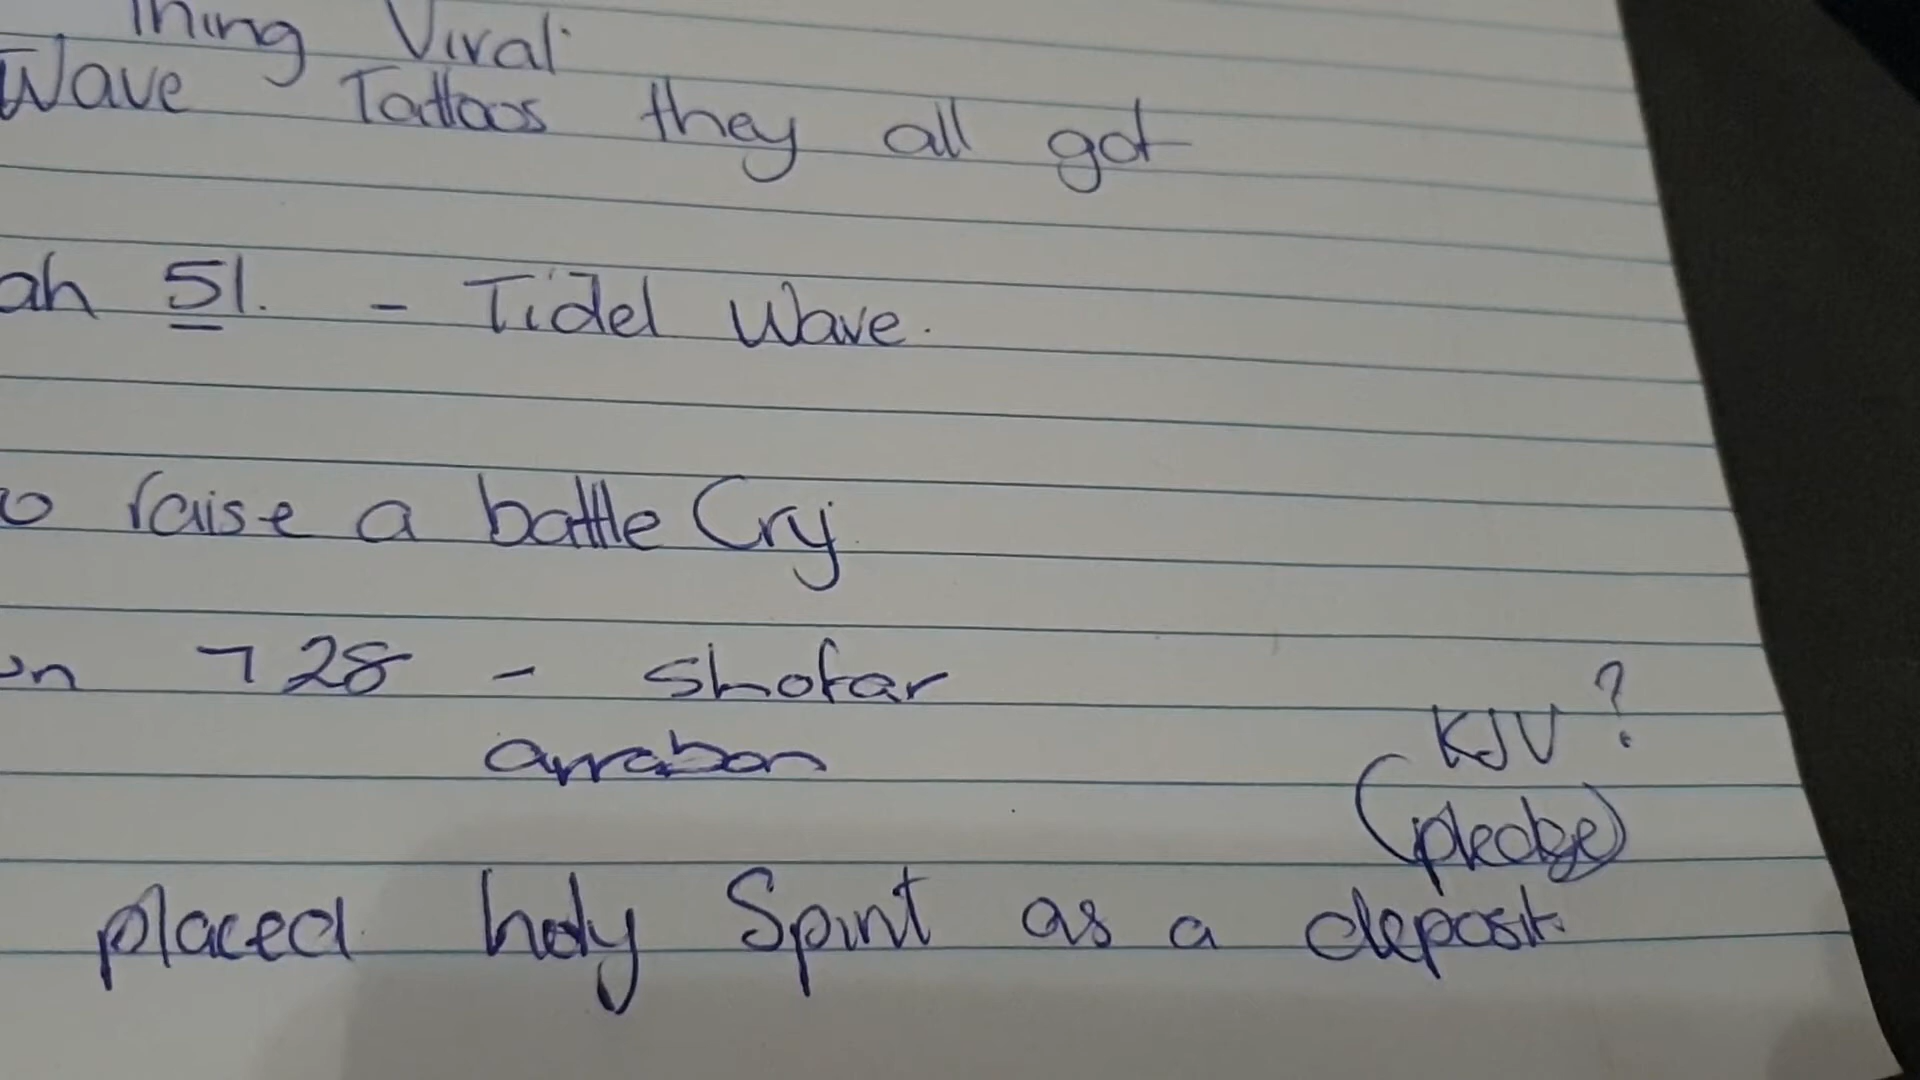 Thing Viral
Wave Tattoos they all got
ah 51. - Tidel Wave.
raise a battle Cry
728 - shofar
arrabon
KJV ?
(pledge)
placed holy Spirit as a deposit